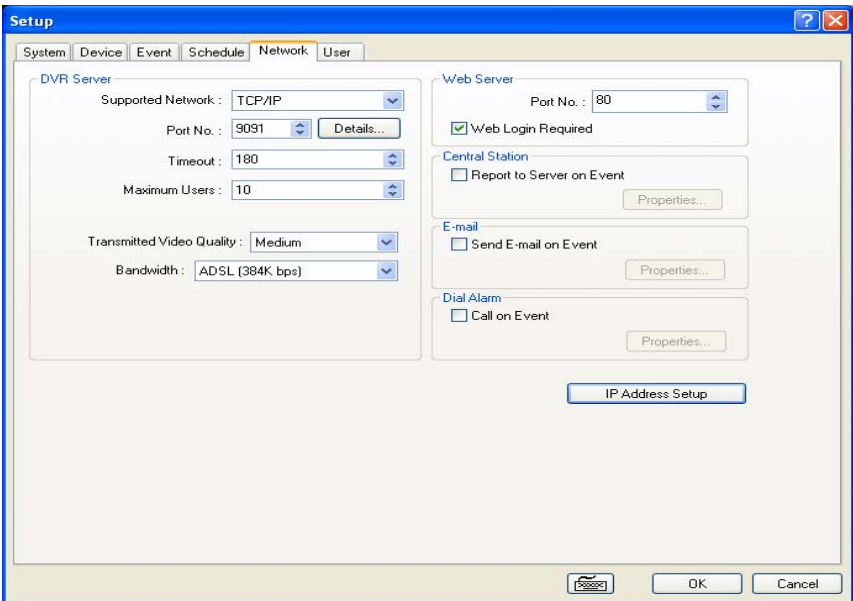 Setup
System Device Event Schedule Network User
DVR Server
Supported Network : TCP/IP
Port No. : 9091 Details...
Timeout : 180
Maximum Users : 10
Transmitted Video Quality : Medium
Bandwidth : ADSL (384K bps)
Web Server
Port No. : 80
Web Login Required
Central Station
Report to Server on Event
Properties...
E-mail
Send E-mail on Event
Properties...
Dial Alarm
Call on Event
Properties...
IP Address Setup
OK Cancel